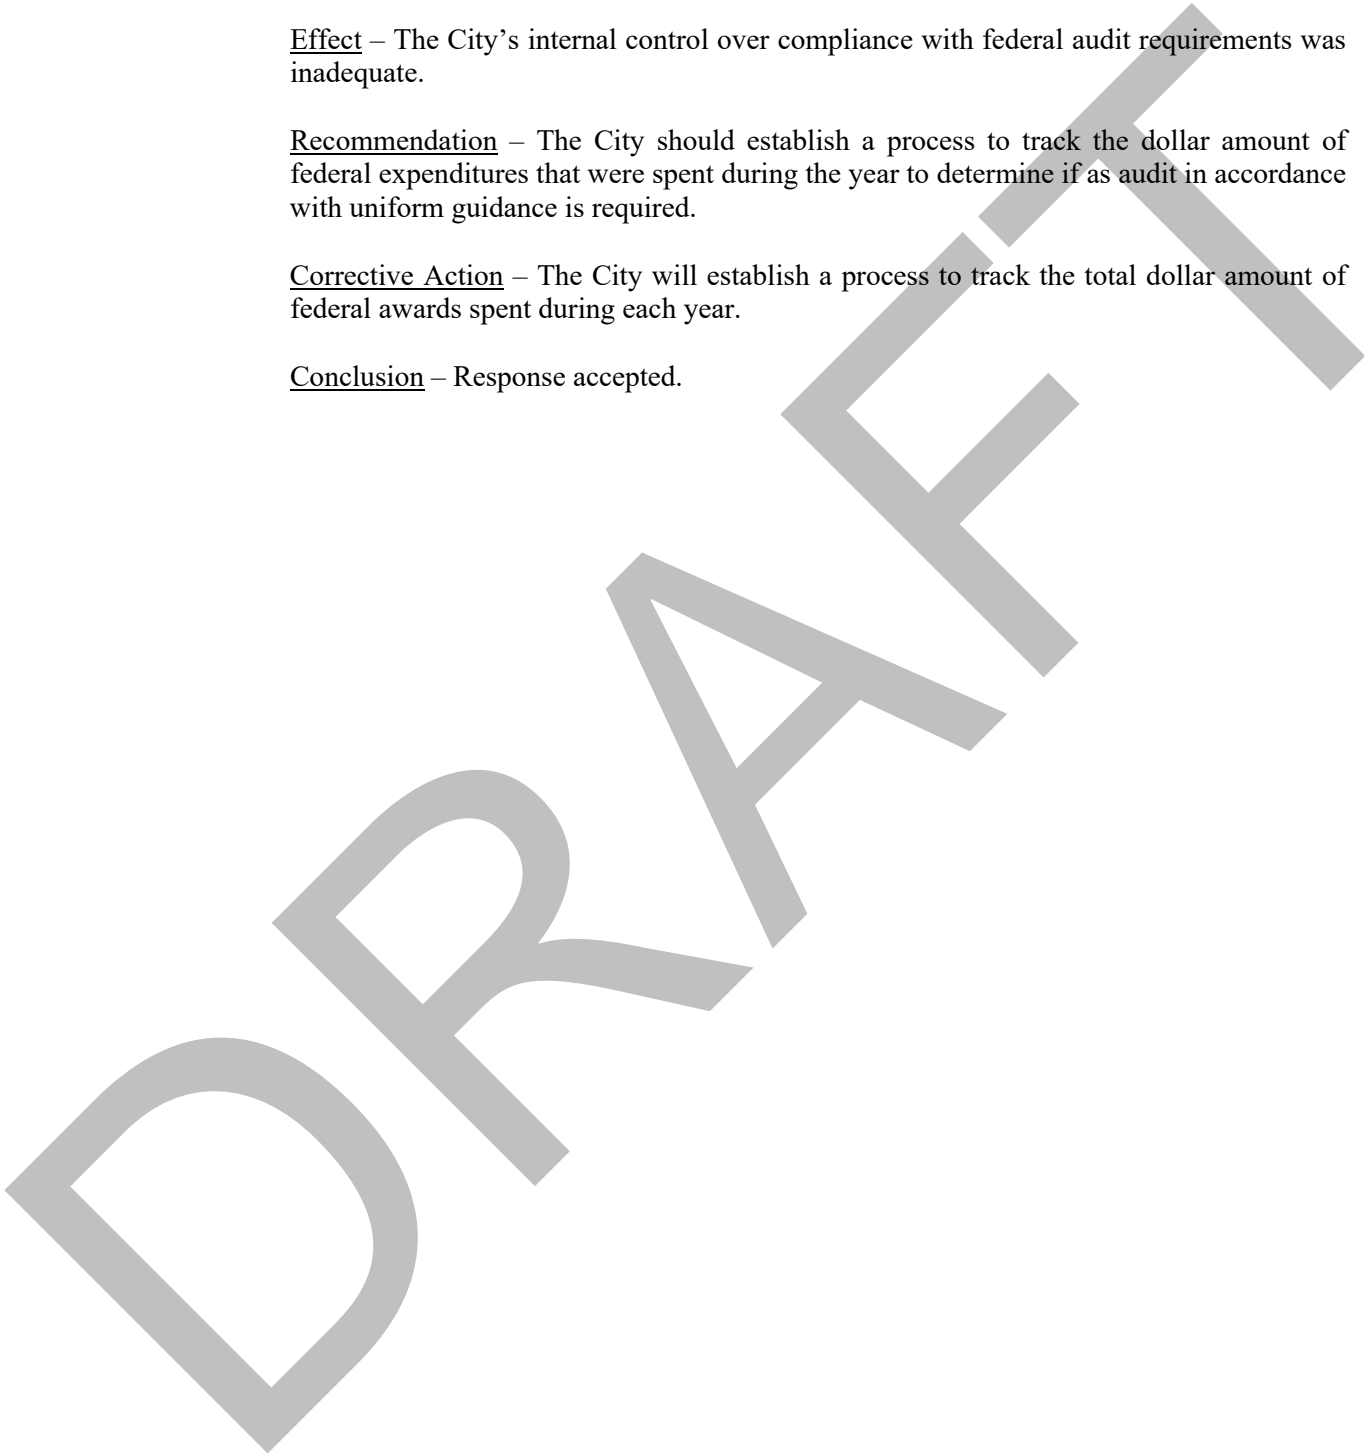 Effect – The City’s internal control over compliance with federal audit requirements was
inadequate.
Recommendation – The City should establish a process to track the dollar amount of
federal expenditures that were spent during the year to determine if as audit in accordance
with uniform guidance is required.
Corrective Action – The City will establish a process to track the total dollar amount of
federal awards spent during each year.
Conclusion – Response accepted.
DRAFT